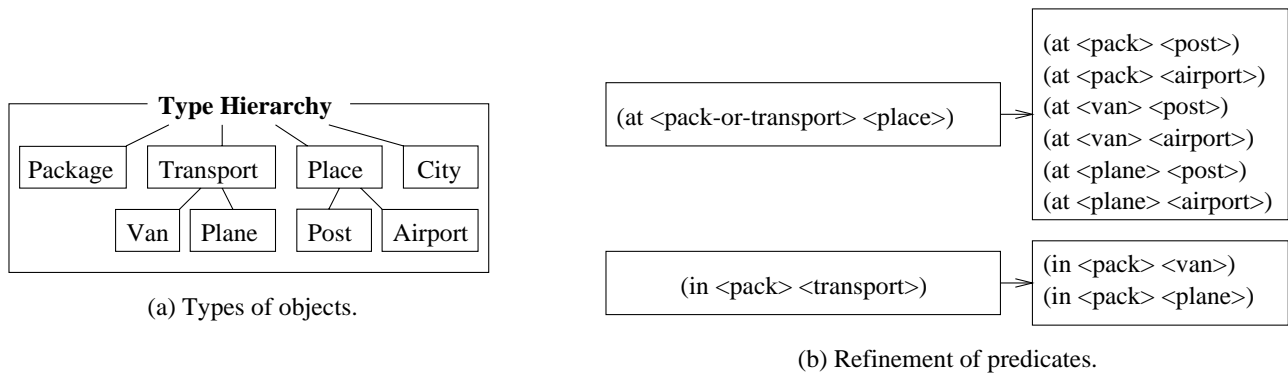 Type Hierarchy
Package Transport Place City
Van Plane Post Airport
(a) Types of objects.
(at <pack-or-transport> <place>)
(at <pack> <post>)
(at <pack> <airport>)
(at <van> <post>)
(at <van> <airport>)
(at <plane> <post>)
(at <plane> <airport>)
(in <pack> <transport>)
(in <pack> <van>)
(in <pack> <plane>)
(b) Refinement of predicates.